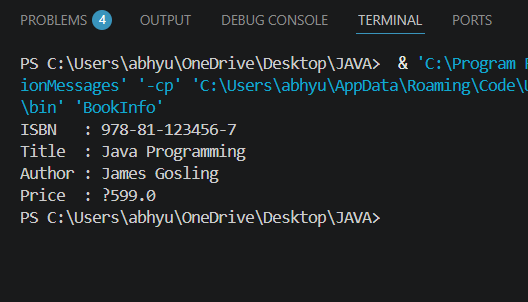 PROBLEMS 4 OUTPUT DEBUG CONSOLE TERMINAL PORTS
PS C:\Users\abhyu\OneDrive\Desktop\JAVA>  & 'C:\Program
ionMessages' '-cp' 'C:\Users\abhyu\AppData\Roaming\Code\
\bin' 'BookInfo'
ISBN   : 978-81-123456-7
Title  : Java Programming
Author : James Gosling
Price  : ?599.0
PS C:\Users\abhyu\OneDrive\Desktop\JAVA>